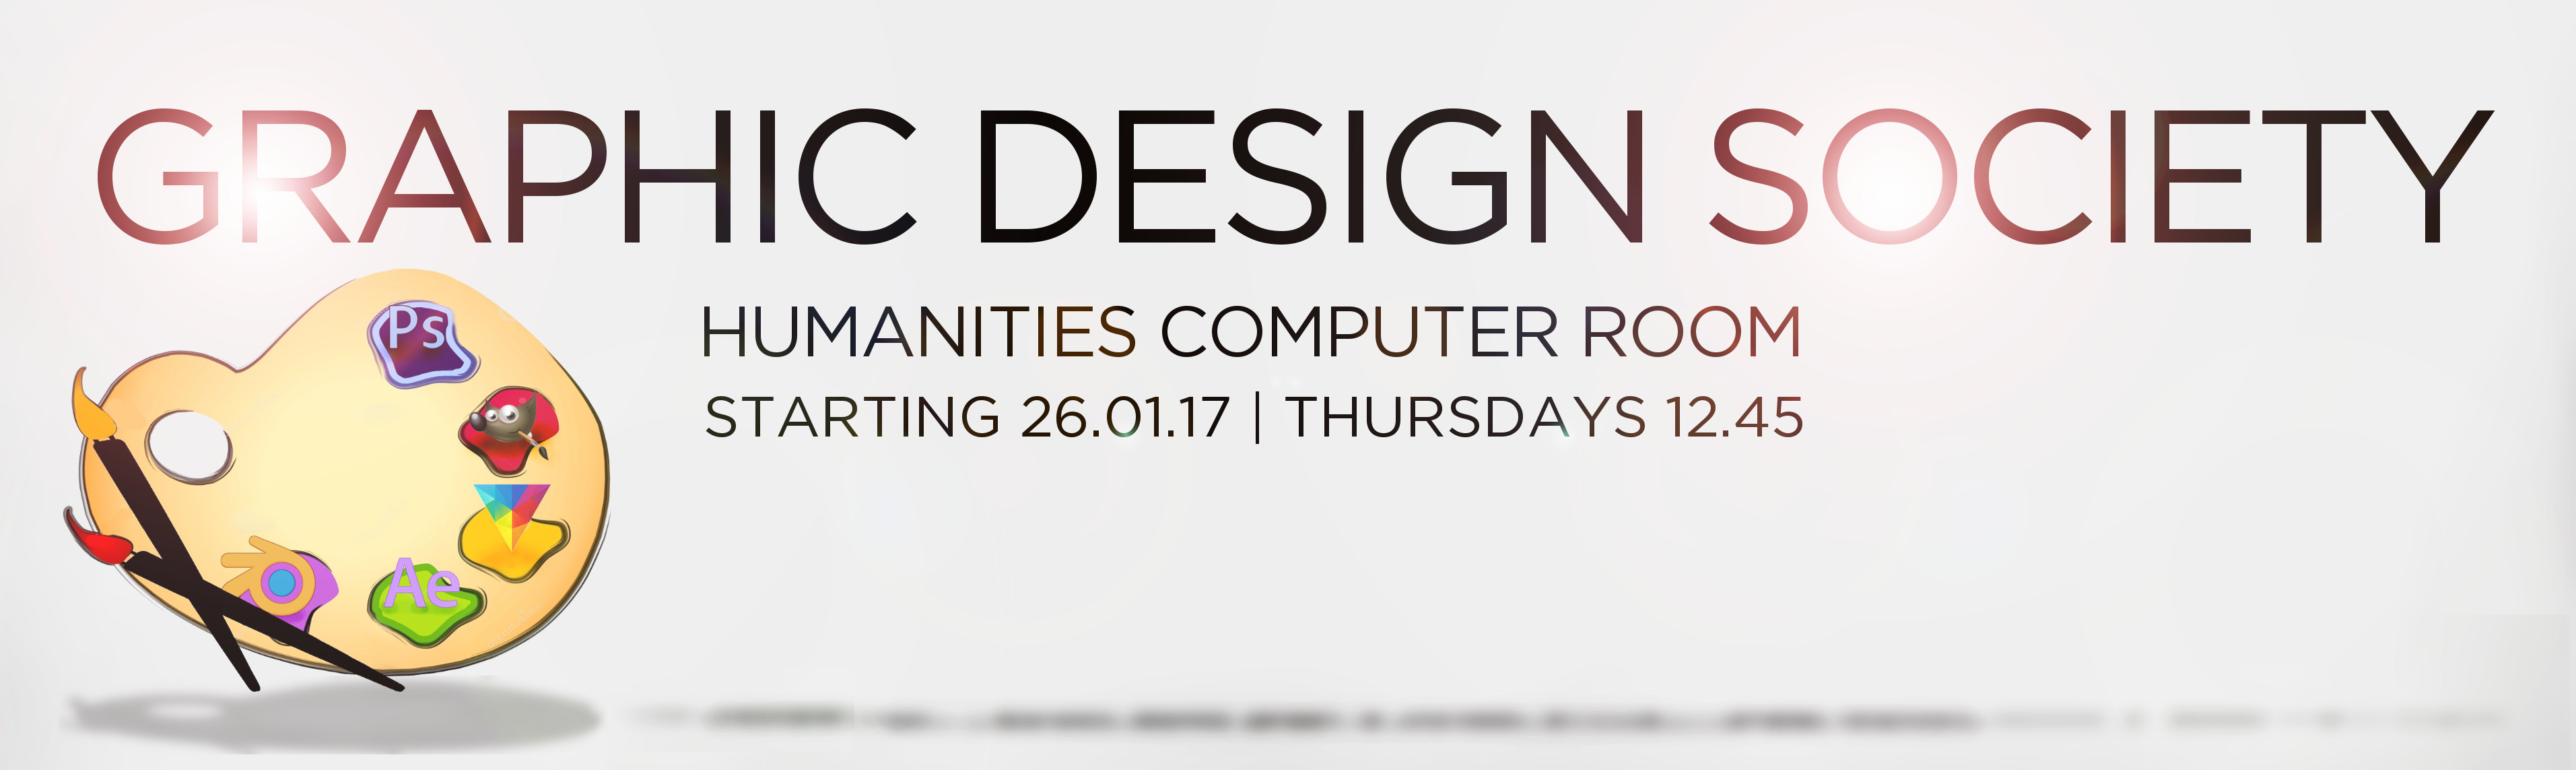 GRAPHIC DESIGN SOCIETY
HUMANITIES COMPUTER ROOM
STARTING 26.01.17 | THURSDAYS 12.45
Ps
Ae